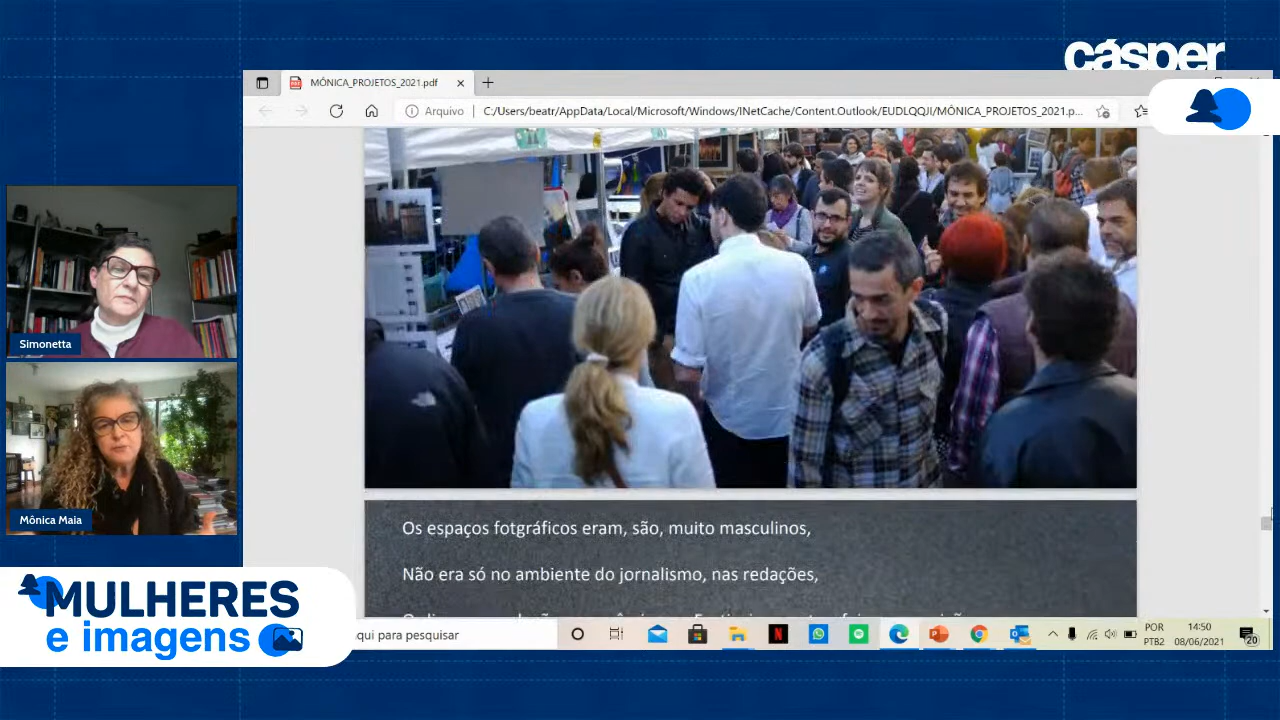 cásper
MÔNICA_PROJETOS_2021.pdf
Arquivo
C:/Users/beatr/AppData/Local/Microsoft/Windows/INetCache/Content.Outlook/EUDLQQJI/MÔNICA_PROJETOS_2021.p...
Simonetta
Mônica Maia
Os espaços fotgráficos eram, são, muito masculinos,
Não era só no ambiente do jornalismo, nas redações,
MULHERES
e imagens
qui para pesquisar
POR
PTB2
14:50
08/06/2021
20